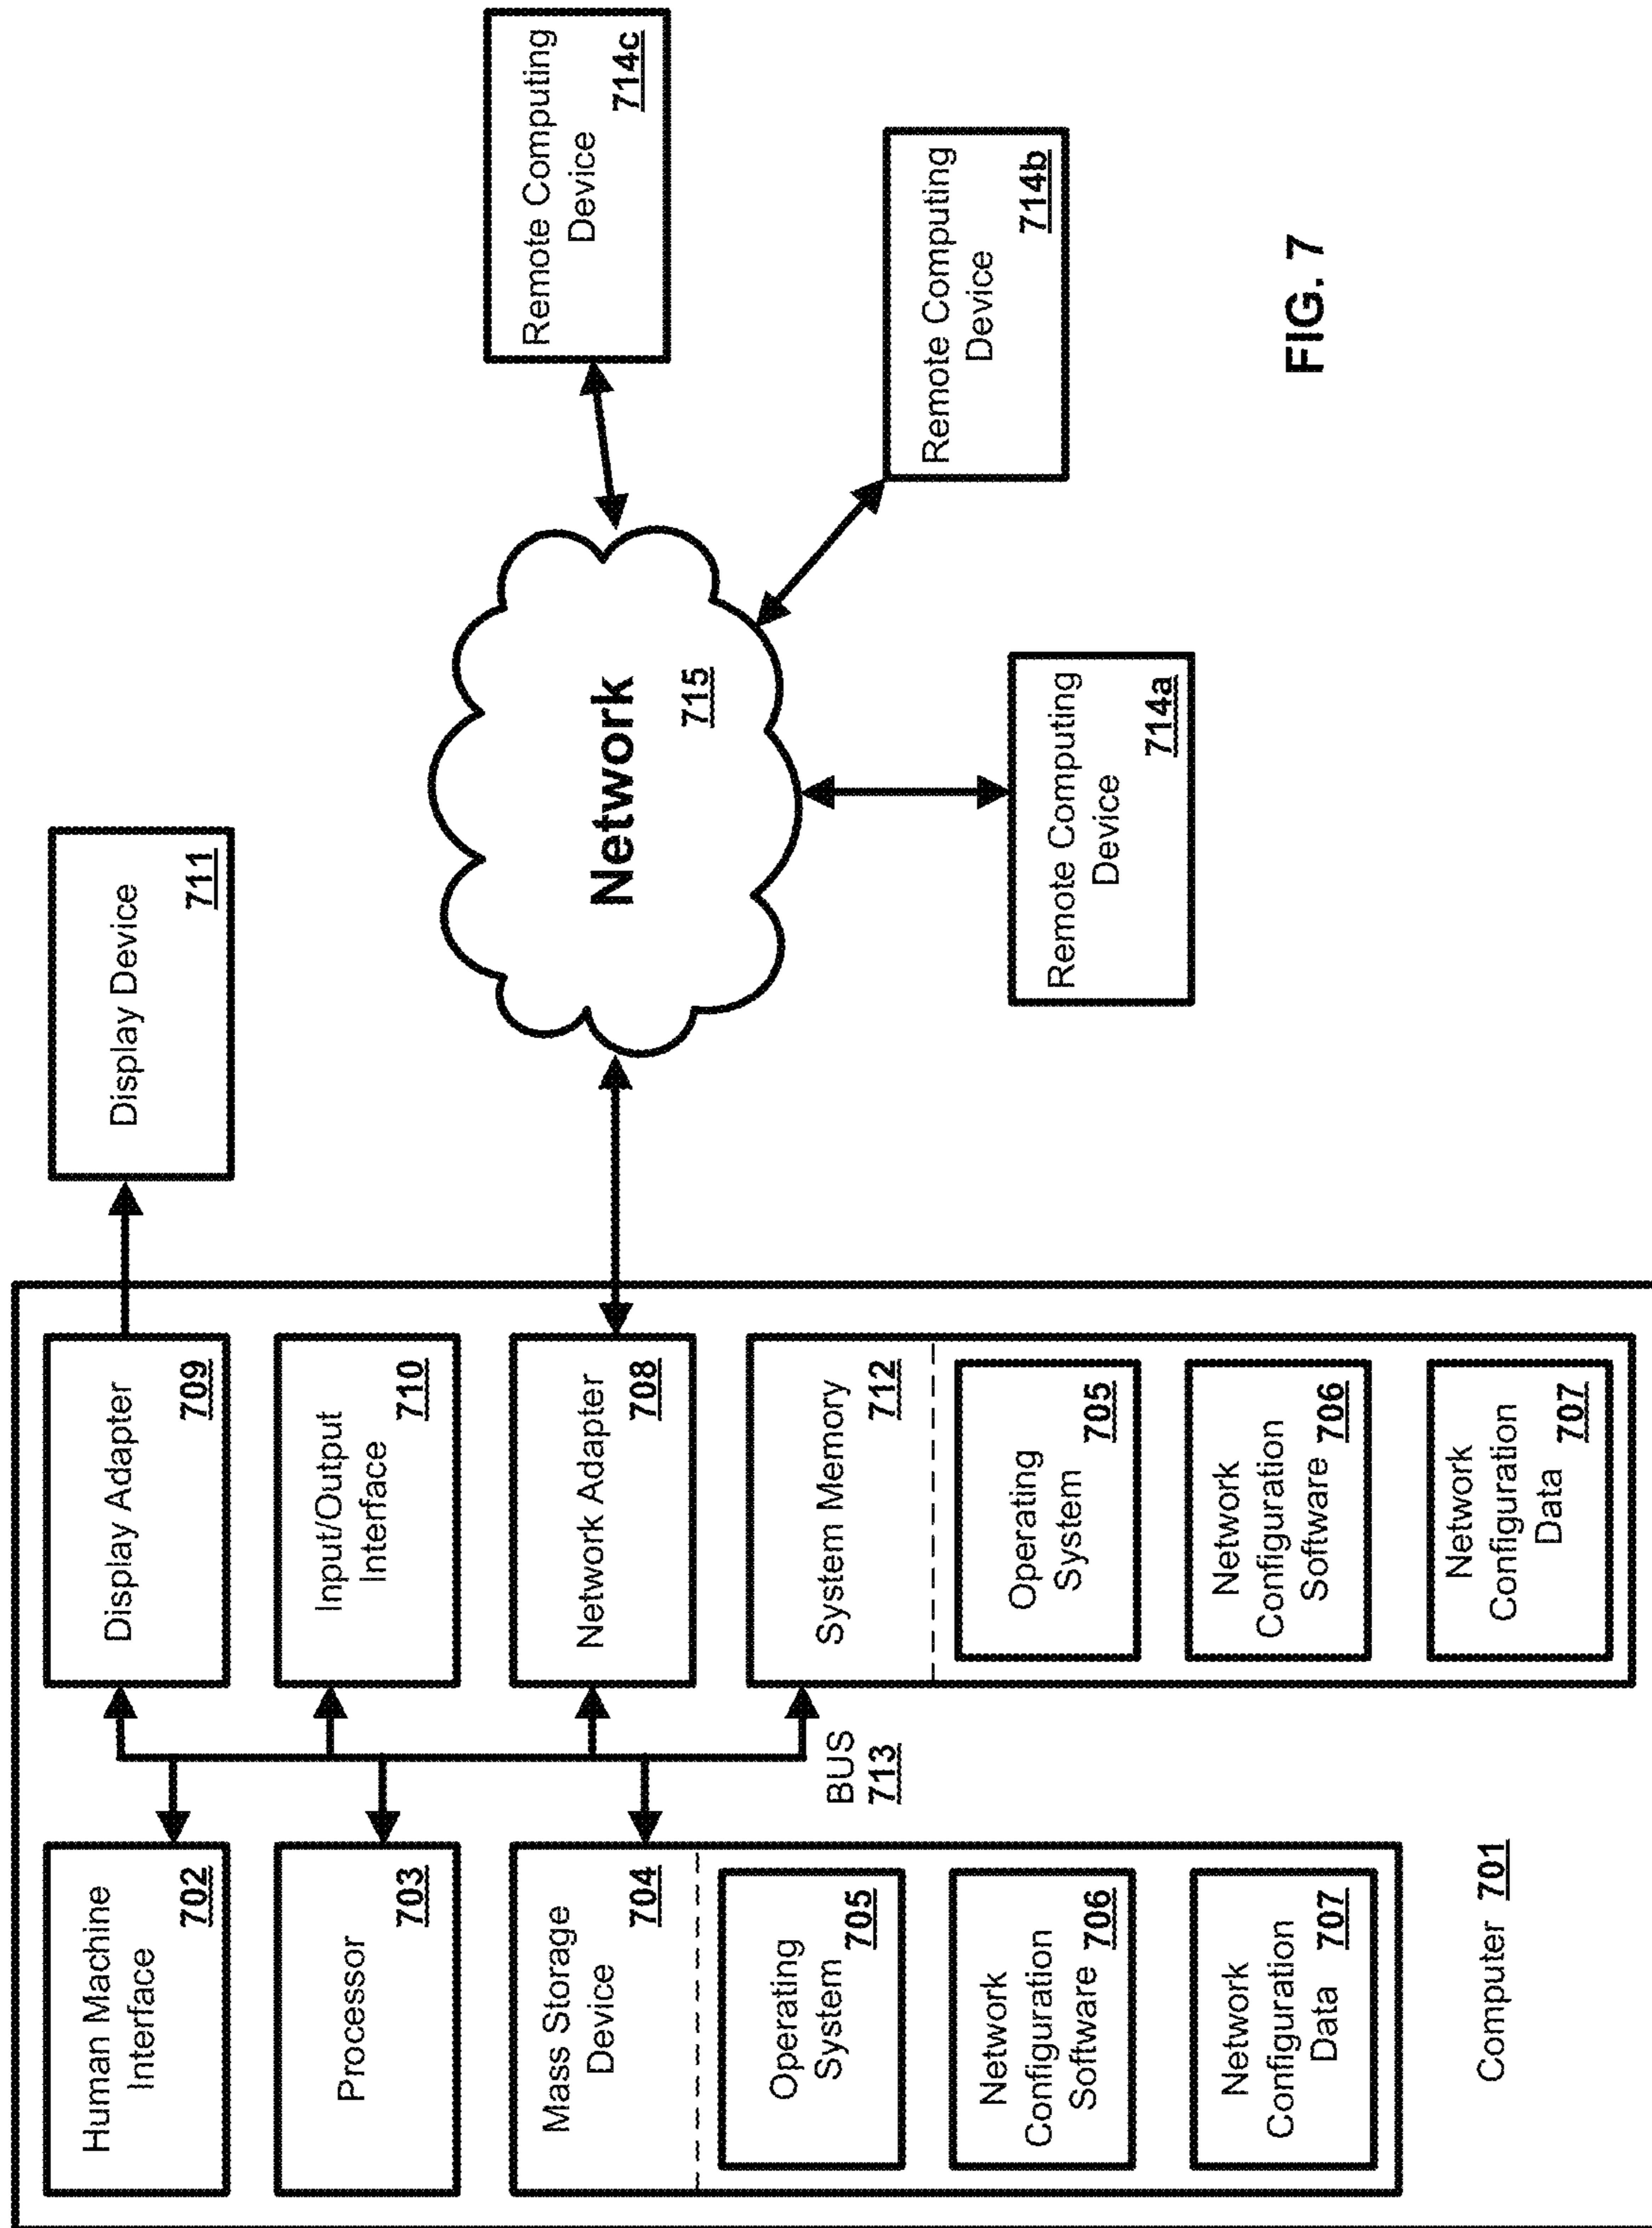 Human Machine
Interface
702
Processor
703
Mass Storage
Device
704
Operating
System
705
Network
Configuration
Software
706
Network
Configuration
Data
707
Computer 701
BUS
713
Display Adapter
709
Input/Output
Interface
710
Network Adapter
708
System Memory
712
Operating
System
705
Network
Configuration
Software
706
Network
Configuration
Data
707
Display Device
711
Network
715
Remote Computing
Device
714a
Remote Computing
Device
714b
Remote Computing
Device
714c
FIG. 7